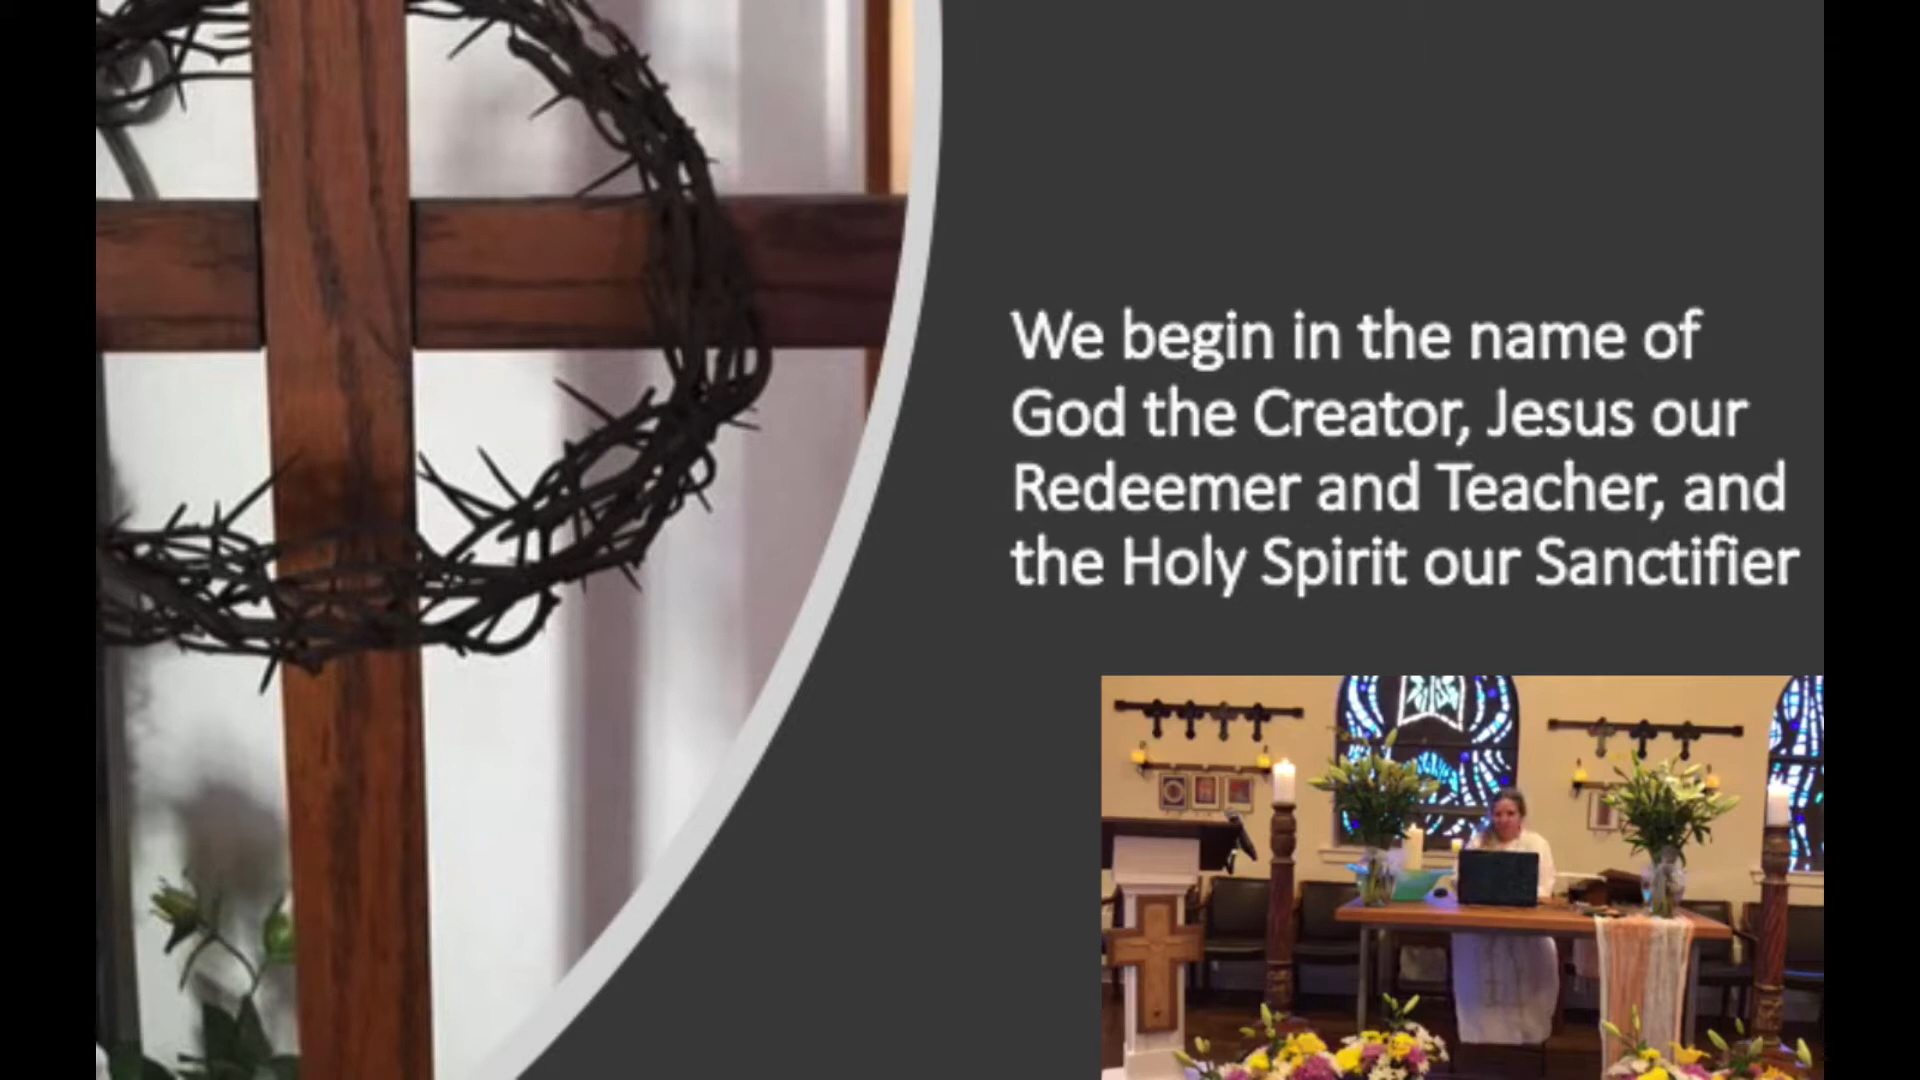 We begin in the name of
God the Creator, Jesus our
Redeemer and Teacher, and
the Holy Spirit our Sanctifier